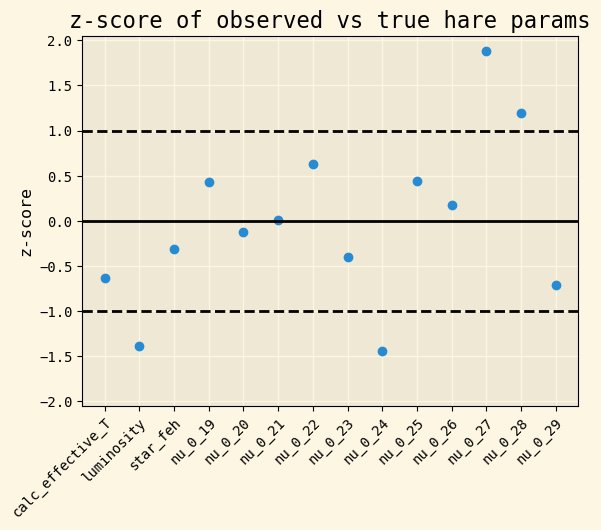 z-score of observed vs true hare params
z-score
2.0
1.5
1.0
0.5
0.0
−0.5
−1.0
−1.5
−2.0
calc_effective_T
luminosity
star_feh
nu_0_19
nu_0_20
nu_0_21
nu_0_22
nu_0_23
nu_0_24
nu_0_25
nu_0_26
nu_0_27
nu_0_28
nu_0_29